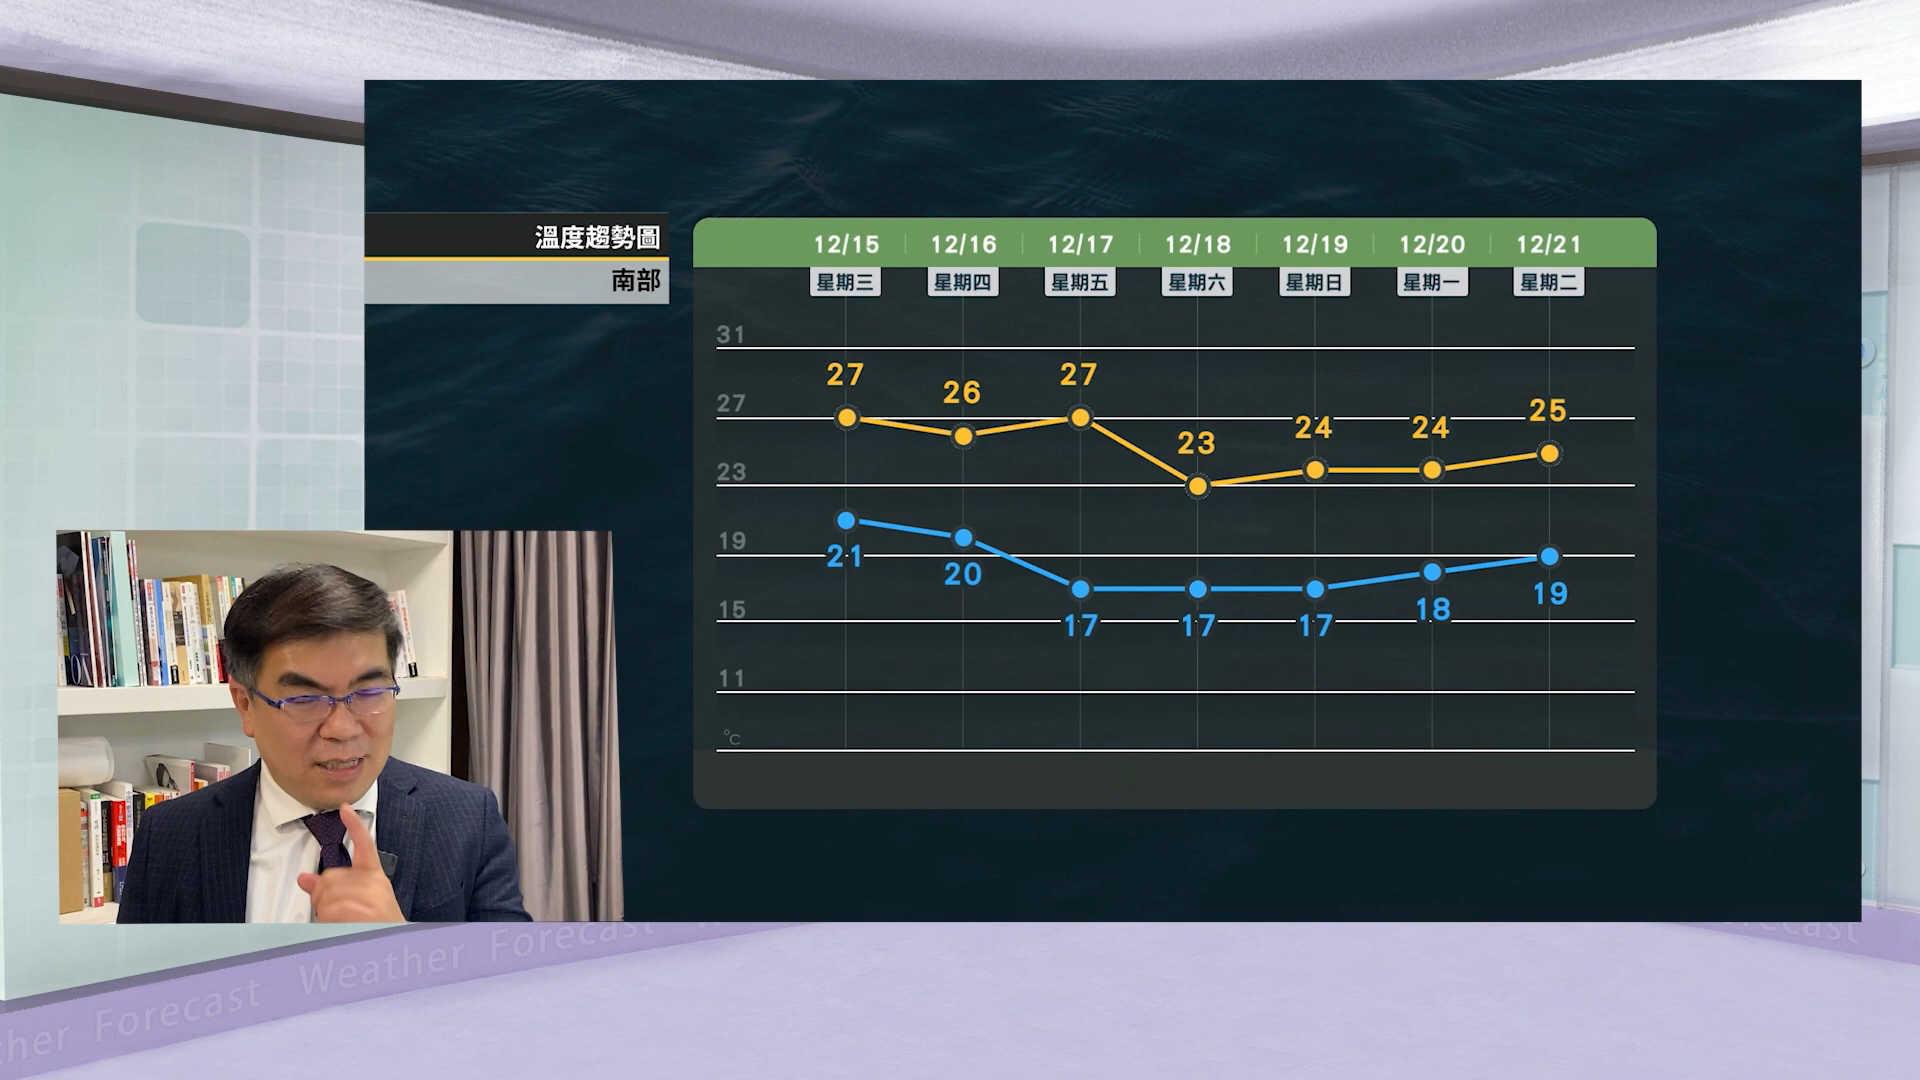 溫度趨勢圖
南部
12/15 12/16 12/17 12/18 12/19 12/20 12/21
星期三 星期四 星期五 星期六 星期日 星期一 星期二
31
27 26 27 23 24 24 25
27
23
19
21 20 17 17 17 18 19
15
11
°C
Weather Forecast
ther Forecast
recast